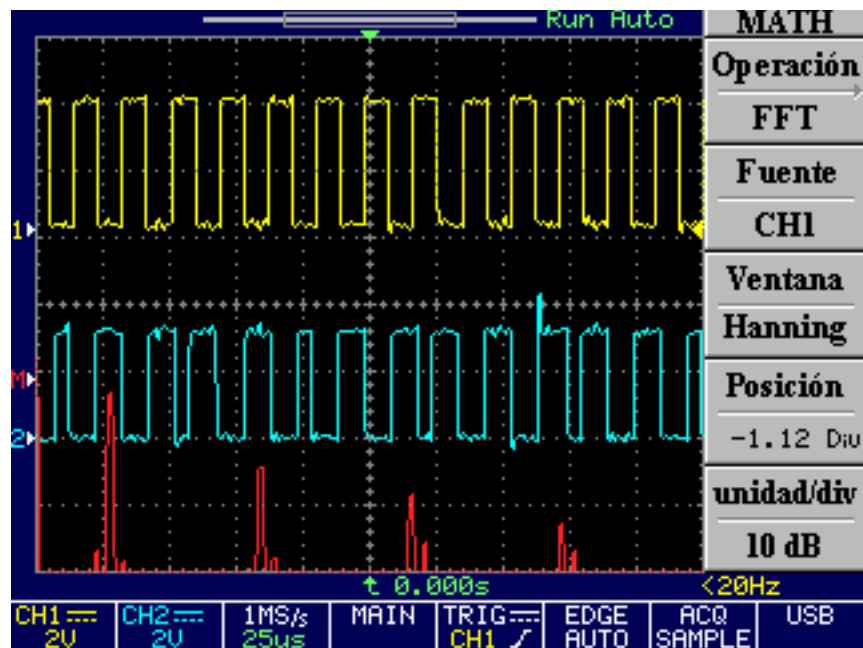 Run Auto
MATH
Operación
FFT
Fuente
CH1
Ventana
Hanning
Posición
-1.12 Div
unidad/div
10 dB
1
M
2
0.000s
<20Hz
CH1 CH2 1MS/s MAIN TRIG EDGE ACQ USB
2V 2V 25us CH1 AUTO SAMPLE